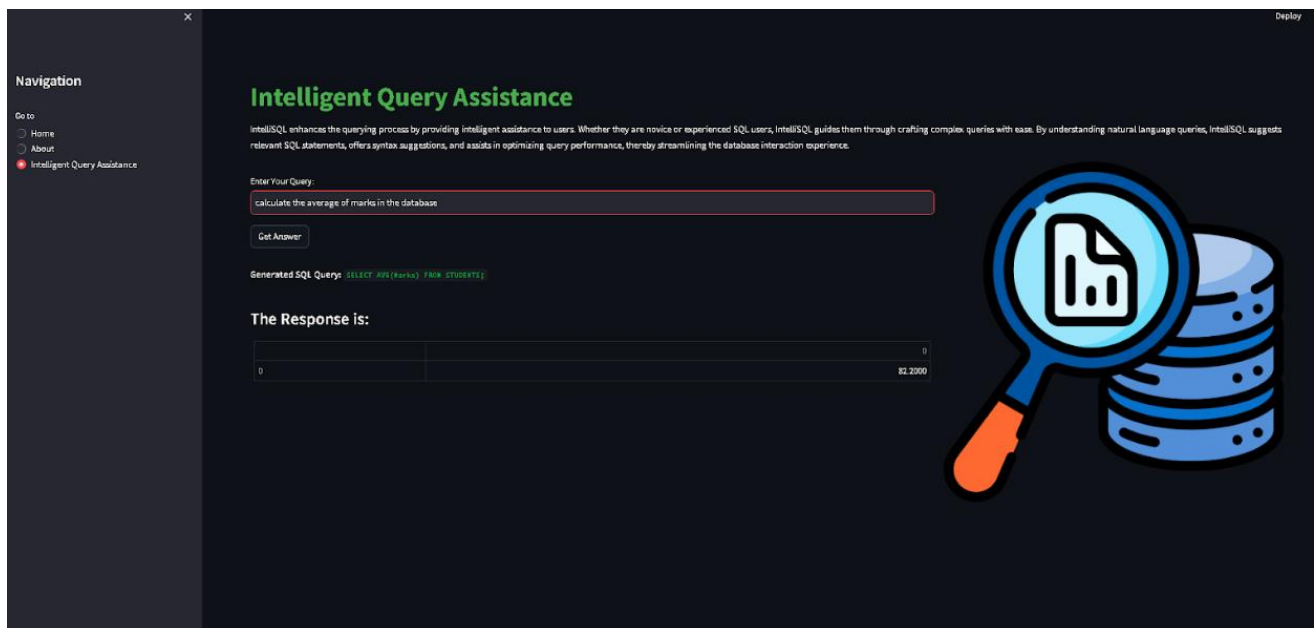 Deploy
Navigation
Go to
Home
About
Intelligent Query Assistance
Intelligent Query Assistance
IntelliSQL enhances the querying process by providing intelligent assistance to users. Whether they are novice or experienced SQL users, IntelliSQL guides them through crafting complex queries with ease. By understanding natural language queries, IntelliSQL suggests
relevant SQL statements, offers syntax suggestions, and assists in optimizing query performance, thereby streamlining the database interaction experience.
Enter Your Query:
calculate the average of marks in the database
Get Answer
Generated SQL Query: SELECT AVG(Marks) FROM STUDENTS;
The Response is:
0
0 82.2000